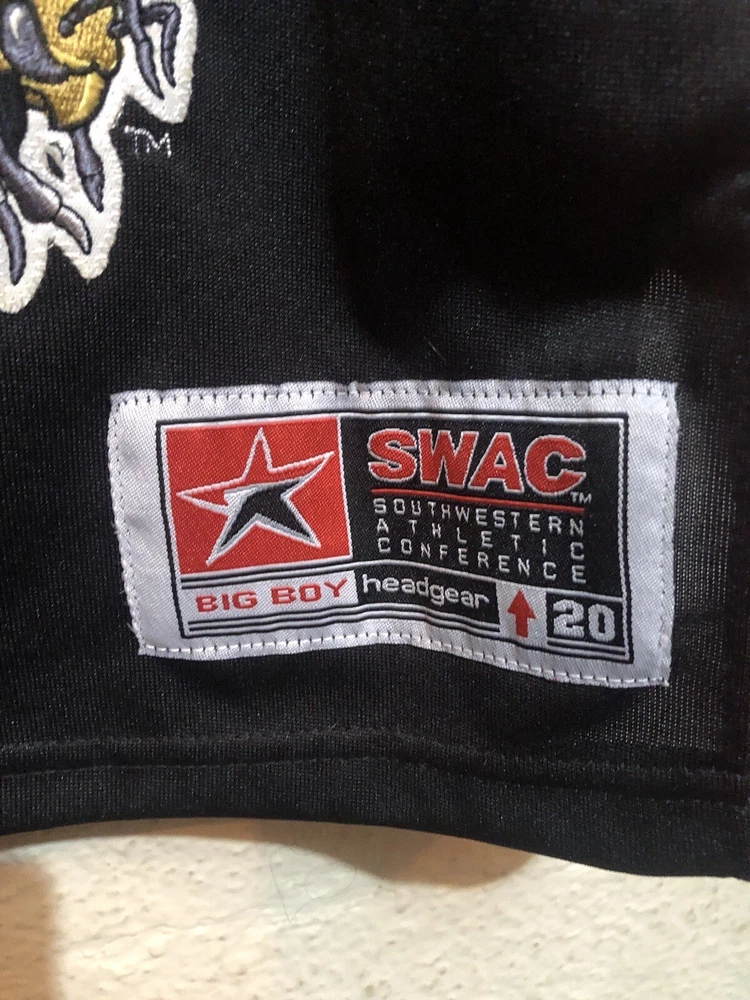 TM
SWAC TM
SOUTHWESTERN
ATHLETIC
CONFERENCE
BIG BOY headgear 20